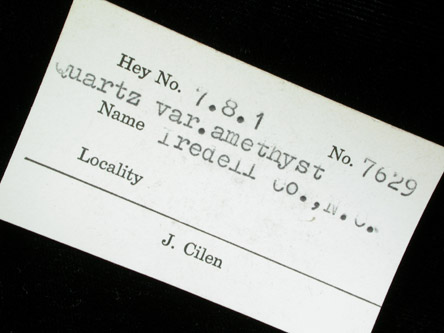 Hey No. 7.8.1 No. 7629
Quartz var.amethyst
Name
Iredell Co.,N.C.
Locality
J. Cilen